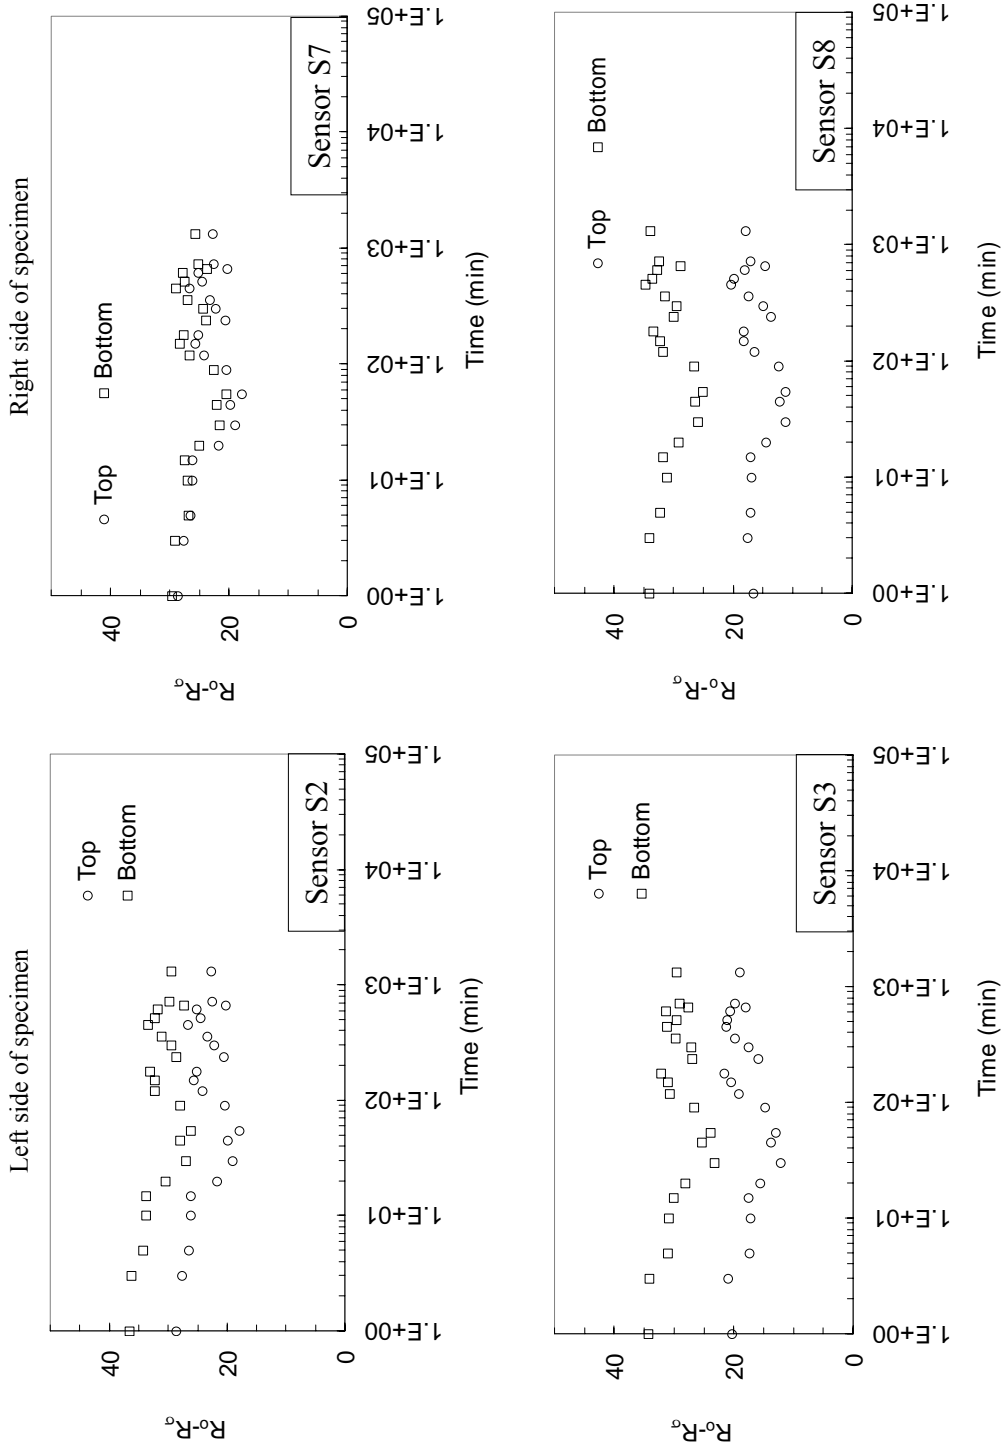 Left side of specimen
Right side of specimen
Rₒ-R_σ
40
20
0
1.E+00
1.E+01
1.E+02
1.E+03
1.E+04
1.E+05
Time (min)
Top
Bottom
Sensor S2
Rₒ-R_σ
40
20
0
1.E+00
1.E+01
1.E+02
1.E+03
1.E+04
1.E+05
Time (min)
Top
Bottom
Sensor S7
Rₒ-R_σ
40
20
0
1.E+00
1.E+01
1.E+02
1.E+03
1.E+04
1.E+05
Time (min)
Top
Bottom
Sensor S3
Rₒ-R_σ
40
20
0
1.E+00
1.E+01
1.E+02
1.E+03
1.E+04
1.E+05
Time (min)
Top
Bottom
Sensor S8